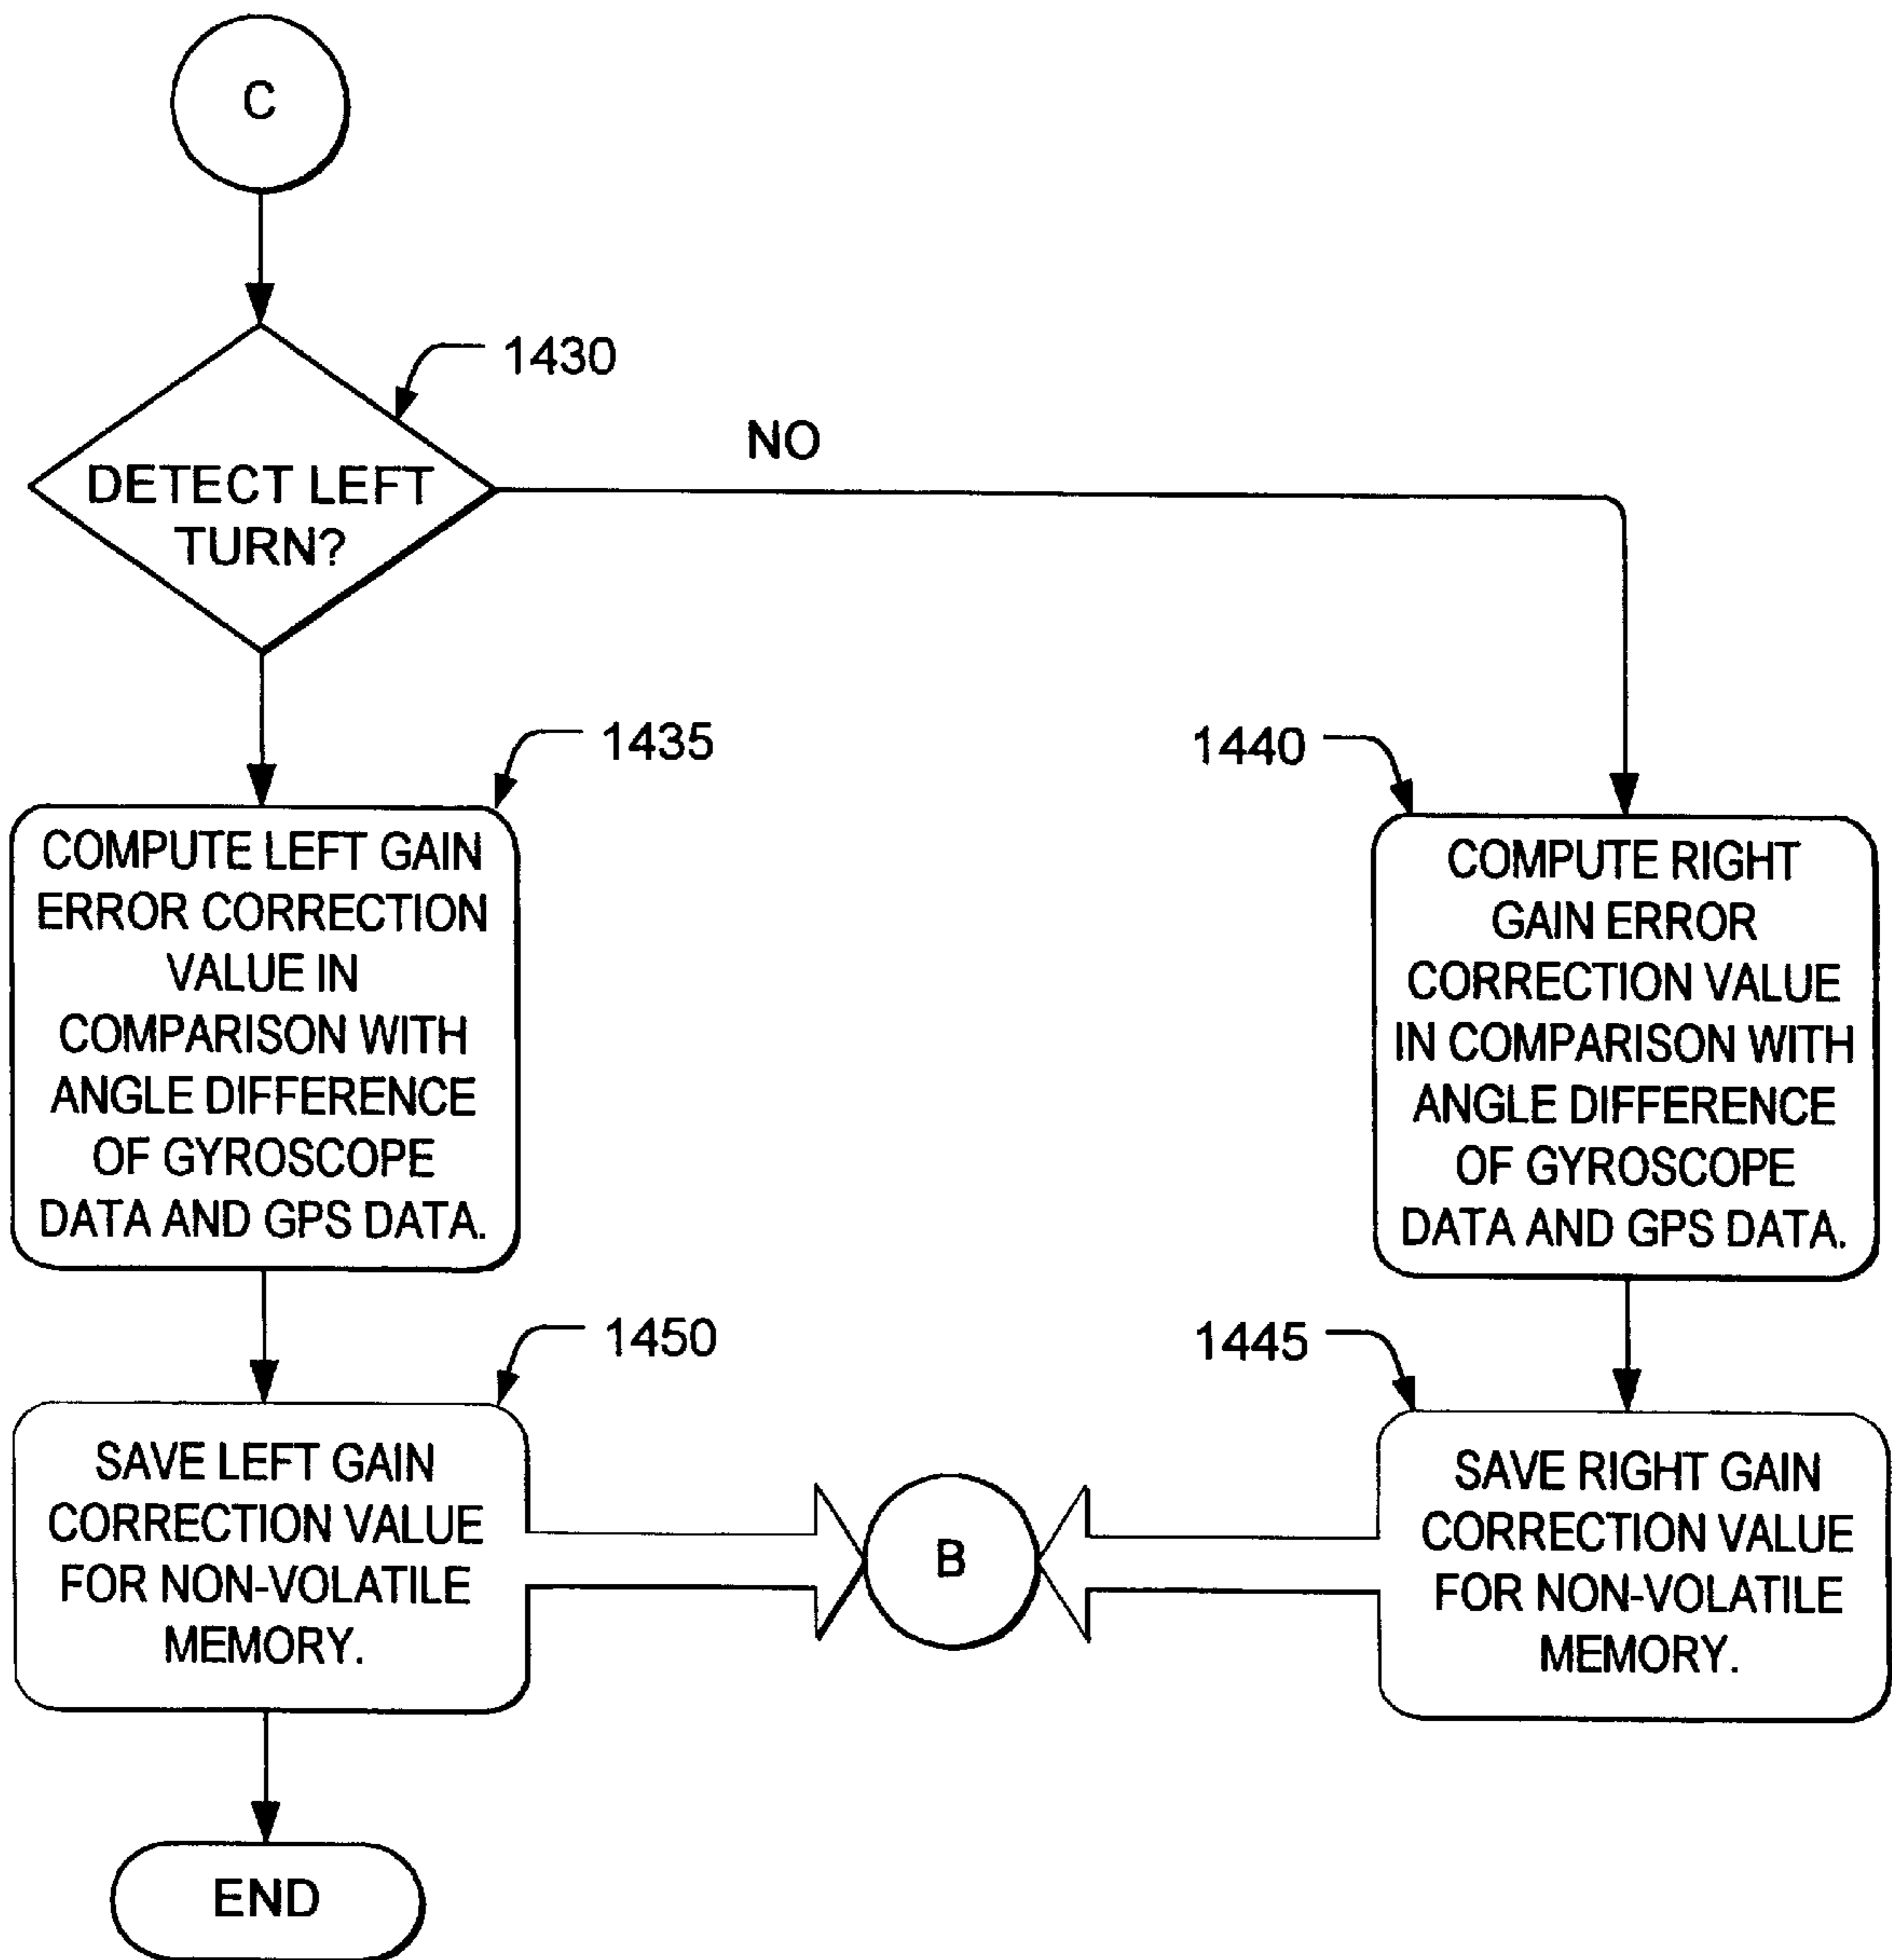 C
1430
NO
DETECT LEFT
TURN?
1435
1440
COMPUTE LEFT GAIN
ERROR CORRECTION
VALUE IN
COMPARISON WITH
ANGLE DIFFERENCE
OF GYROSCOPE
DATA AND GPS DATA.
COMPUTE RIGHT
GAIN ERROR
CORRECTION VALUE
IN COMPARISON WITH
ANGLE DIFFERENCE
OF GYROSCOPE
DATA AND GPS DATA.
1450
1445
SAVE LEFT GAIN
CORRECTION VALUE
FOR NON-VOLATILE
MEMORY.
B
SAVE RIGHT GAIN
CORRECTION VALUE
FOR NON-VOLATILE
MEMORY.
END